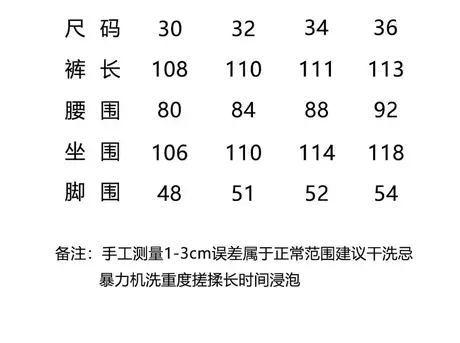 尺 码 30 32 34 36
裤 长 108 110 111 113
腰 围 80 84 88 92
坐 围 106 110 114 118
脚 围 48 51 52 54
备注：手工测量1-3cm误差属于正常范围建议干洗忌
暴力机洗重度搓揉长时间浸泡